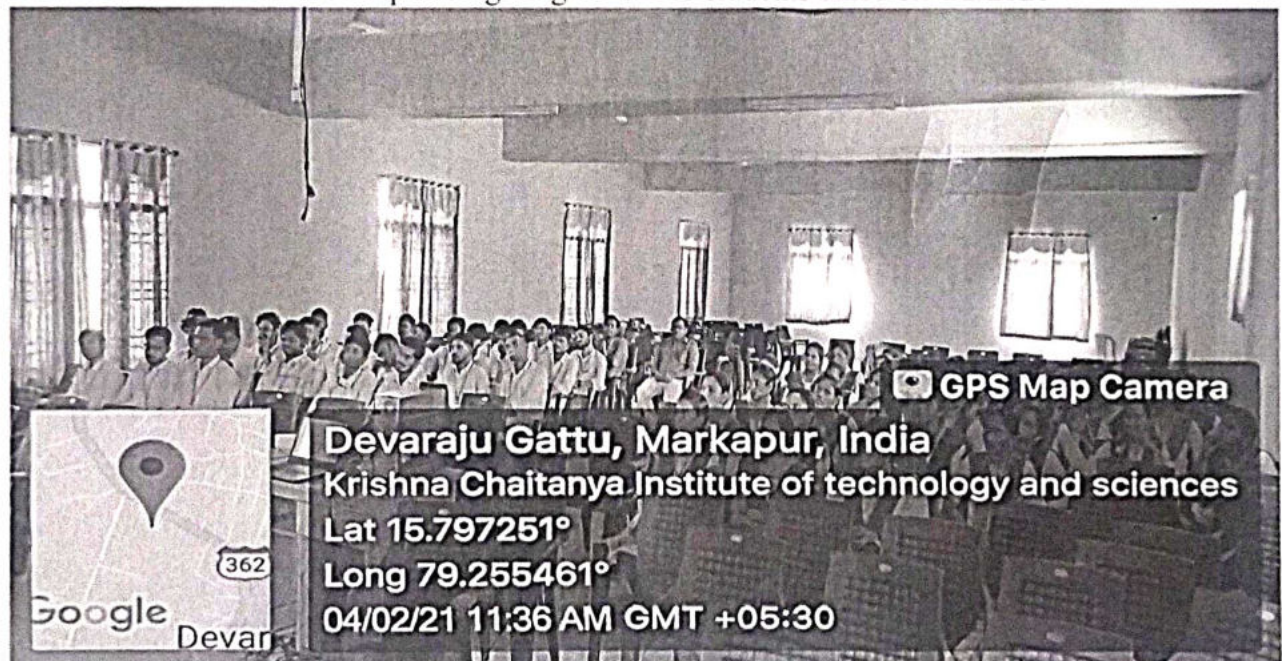 GPS Map Camera
Devaraju Gattu, Markapur, India
Krishna Chaitanya Institute of technology and sciences
Lat 15.797251°
Long 79.255461°
04/02/21 11:36 AM GMT +05:30
362
Google
Devar